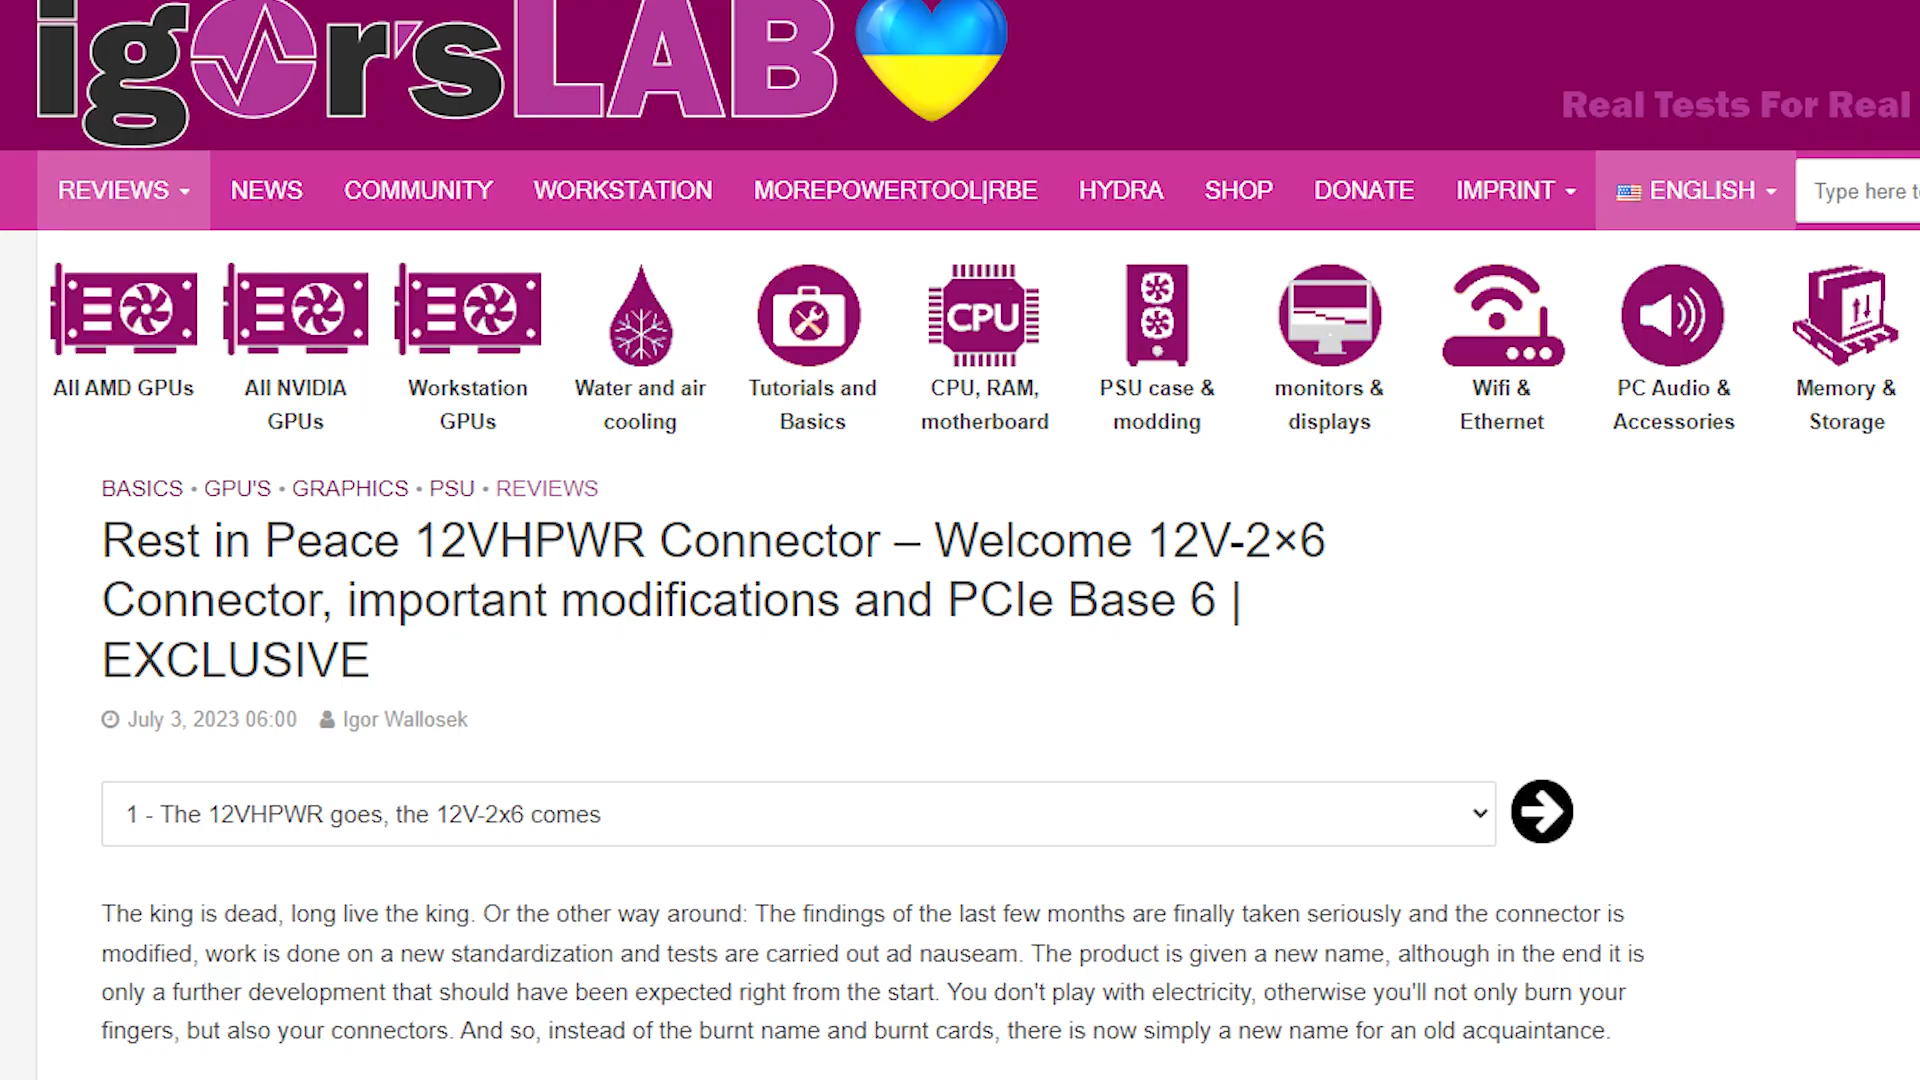 igor'sLAB
Real Tests For Real
REVIEWS NEWS COMMUNITY WORKSTATION MOREPOWERTOOL|RBE HYDRA SHOP DONATE IMPRINT ENGLISH Type here
CPU
All AMD GPUs
All NVIDIA
GPUs
Workstation
GPUs
Water and air
cooling
Tutorials and
Basics
CPU, RAM,
motherboard
PSU case &
modding
monitors &
displays
Wifi &
Ethernet
PC Audio &
Accessories
Memory &
Storage
BASICS • GPU'S • GRAPHICS • PSU • REVIEWS
Rest in Peace 12VHPWR Connector – Welcome 12V-2×6
Connector, important modifications and PCIe Base 6 |
EXCLUSIVE
July 3, 2023 06:00 Igor Wallosek
1 - The 12VHPWR goes, the 12V-2x6 comes
The king is dead, long live the king. Or the other way around: The findings of the last few months are finally taken seriously and the connector is
modified, work is done on a new standardization and tests are carried out ad nauseam. The product is given a new name, although in the end it is
only a further development that should have been expected right from the start. You don't play with electricity, otherwise you'll not only burn your
fingers, but also your connectors. And so, instead of the burnt name and burnt cards, there is now simply a new name for an old acquaintance.